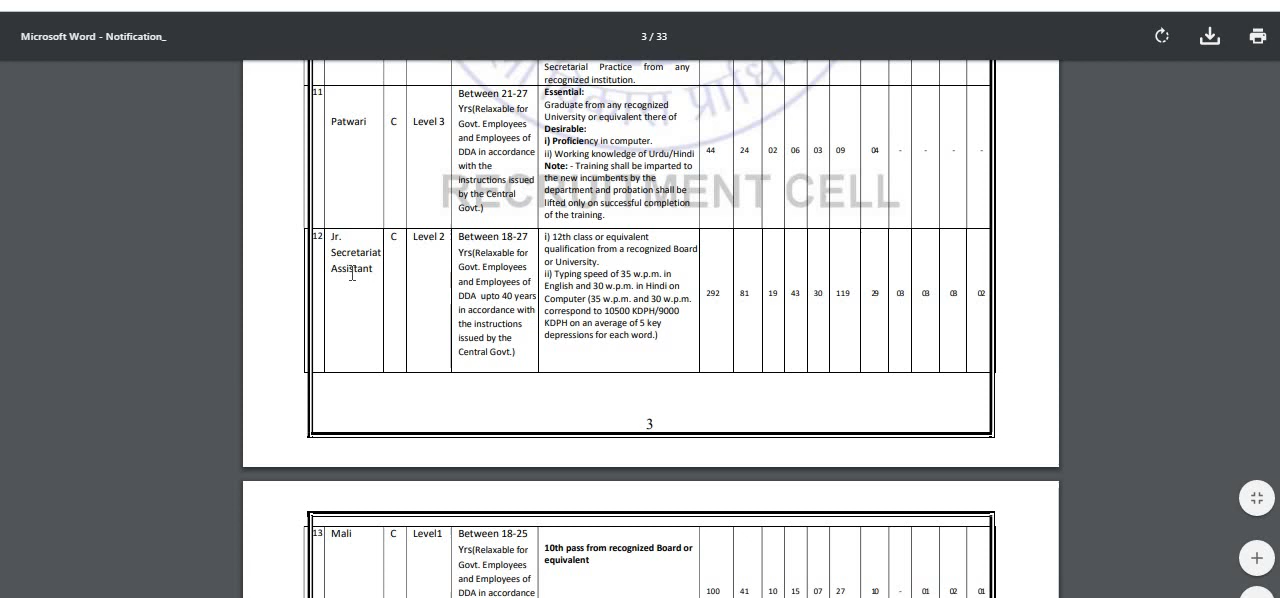 Microsoft Word - Notification_
3 / 33
Secretarial Practice from any
recognized institution.
11
Patwari
C
Level 3
Between 21-27
Yrs(Relaxable for
Govt. Employees
and Employees of
DDA in accordance
with the
instructions issued
by the Central
Govt.)
Essential:
Graduate from any recognized
University or equivalent there of
Desirable:
i) Proficiency in computer.
ii) Working knowledge of Urdu/Hindi
Note: - Training shall be imparted to
the new incumbents by the
department and probation shall be
lifted only on successful completion
of the training.
44 24 02 06 03 09 04 - - - -
RECRUITMENT CELL
12
Jr.
Secretariat
Assistant
C
Level 2
Between 18-27
Yrs(Relaxable for
Govt. Employees
and Employees of
DDA upto 40 years
in accordance with
the instructions
issued by the
Central Govt.)
i) 12th class or equivalent
qualification from a recognized Board
or University.
ii) Typing speed of 35 w.p.m. in
English and 30 w.p.m. in Hindi on
Computer (35 w.p.m. and 30 w.p.m.
correspond to 10500 KDPH/9000
KDPH on an average of 5 key
depressions for each word.)
292 81 19 43 30 119 29 03 03 03 02
3
13
Mali
C
Level1
Between 18-25
Yrs(Relaxable for
Govt. Employees
and Employees of
DDA in accordance
10th pass from recognized Board or
equivalent
100 41 10 15 07 27 10 - 01 02 01